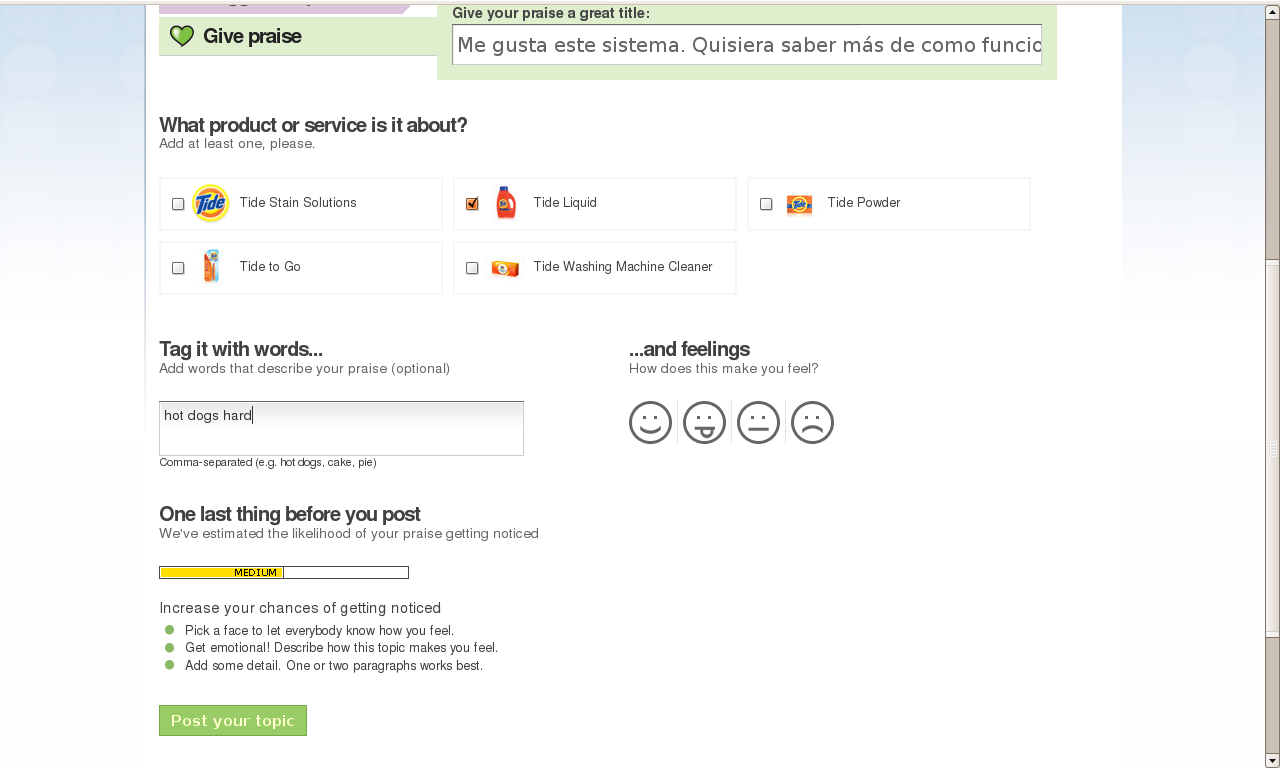 Give your praise a great title:
Give praise
Me gusta este sistema. Quisiera saber más de como funcio
What product or service is it about?
Add at least one, please.
Tide
Tide Stain Solutions
Tide Liquid
Tide Powder
Tide to Go
Tide Washing Machine Cleaner
Tag it with words...
Add words that describe your praise (optional)
...and feelings
How does this make you feel?
hot dogs hard
Comma-separated (e.g. hot dogs, cake, pie)
One last thing before you post
We've estimated the likelihood of your praise getting noticed
MEDIUM
Increase your chances of getting noticed
Pick a face to let everybody know how you feel.
Get emotional! Describe how this topic makes you feel.
Add some detail. One or two paragraphs works best.
Post your topic